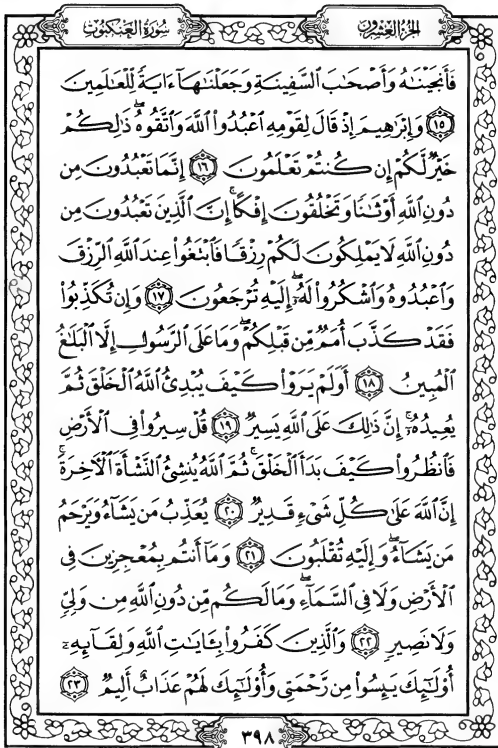 الجزء العشرون
سورة العنكبوت
فَأَنجَيْنَٰهُ وَأَصْحَٰبَ ٱلسَّفِينَةِ وَجَعَلْنَٰهَآ ءَايَةً لِّلْعَٰلَمِينَ
١٥ وَإِبْرَٰهِيمَ إِذْ قَالَ لِقَوْمِهِ ٱعْبُدُوا۟ ٱللَّهَ وَٱتَّقُوهُ ۖ ذَٰلِكُمْ
خَيْرٌ لَّكُمْ إِن كُنتُمْ تَعْلَمُونَ ١٦ إِنَّمَا تَعْبُدُونَ مِن
دُونِ ٱللَّهِ أَوْثَٰنًا وَتَخْلُقُونَ إِفْكًا ۚ إِنَّ ٱلَّذِينَ تَعْبُدُونَ مِن
دُونِ ٱللَّهِ لَا يَمْلِكُونَ لَكُمْ رِزْقًا فَٱبْتَغُوا۟ عِندَ ٱللَّهِ ٱلرِّزْقَ
وَٱعْبُدُوهُ وَٱشْكُرُوا۟ لَهُۥٓ ۖ إِلَيْهِ تُرْجَعُونَ ١٧ وَإِن تُكَذِّبُوا۟
فَقَدْ كَذَّبَ أُمَمٌ مِّن قَبْلِكُمْ ۖ وَمَا عَلَى ٱلرَّسُولِ إِلَّا ٱلْبَلَٰغُ
ٱلْمُبِينُ ١٨ أَوَلَمْ يَرَوْا۟ كَيْفَ يُبْدِئُ ٱللَّهُ ٱلْخَلْقَ ثُمَّ
يُعِيدُهُۥٓ ۚ إِنَّ ذَٰلِكَ عَلَى ٱللَّهِ يَسِيرٌ ١٩ قُلْ سِيرُوا۟ فِى ٱلْأَرْضِ
فَٱنظُرُوا۟ كَيْفَ بَدَأَ ٱلْخَلْقَ ۚ ثُمَّ ٱللَّهُ يُنشِئُ ٱلنَّشْأَةَ ٱلْءَاخِرَةَ ۚ
إِنَّ ٱللَّهَ عَلَىٰ كُلِّ شَىْءٍ قَدِيرٌ ٢٠ يُعَذِّبُ مَن يَشَآءُ وَيَرْحَمُ
مَن يَشَآءُ ۖ وَإِلَيْهِ تُقْلَبُونَ ٢١ وَمَآ أَنتُم بِمُعْجِزِينَ فِى
ٱلْأَرْضِ وَلَا فِى ٱلسَّمَآءِ ۖ وَمَا لَكُم مِّن دُونِ ٱللَّهِ مِن وَلِىٍّ
وَلَا نَصِيرٍ ٢٢ وَٱلَّذِينَ كَفَرُوا۟ بِـَٔايَٰتِ ٱللَّهِ وَلِقَآئِهِۦٓ
أُو۟لَٰٓئِكَ يَئِسُوا۟ مِن رَّحْمَتِى وَأُو۟لَٰٓئِكَ لَهُمْ عَذَابٌ أَلِيمٌ ٢٣
٣٩٨